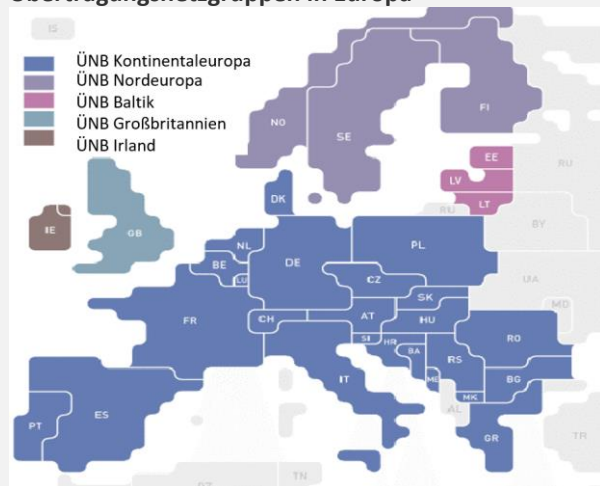 Übertragungsnetzgruppen in Europa
IS
ÜNB Kontinentaleuropa
ÜNB Nordeuropa
ÜNB Baltik
ÜNB Großbritannien
ÜNB Irland
NO
SE
FI
EE
RU
LV
LT
RU
DK
BY
IE
GB
NL
PL
BE
DE
LU
CZ
UA
SK
MD
FR
CH
AT
HU
SI
HR
RO
BA
RS
IT
ME
BG
MK
AL
PT
ES
GR
TR
DZ
TN